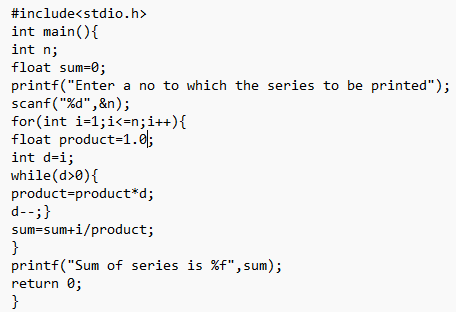 #include<stdio.h>
int main(){
int n;
float sum=0;
printf("Enter a no to which the series to be printed");
scanf("%d",&n);
for(int i=1;i<=n;i++){
float product=1.0;
int d=i;
while(d>0){
product=product*d;
d--;}
sum=sum+i/product;
}
printf("Sum of series is %f",sum);
return 0;
}